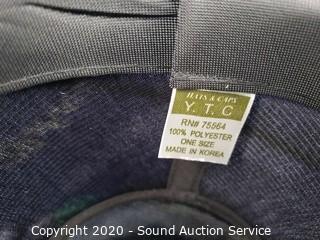 HATS & CAPS
Y. T. C
RN# 75564
100% POLYESTER
ONE SIZE
MADE IN KOREA
Copyright 2020 - Sound Auction Service